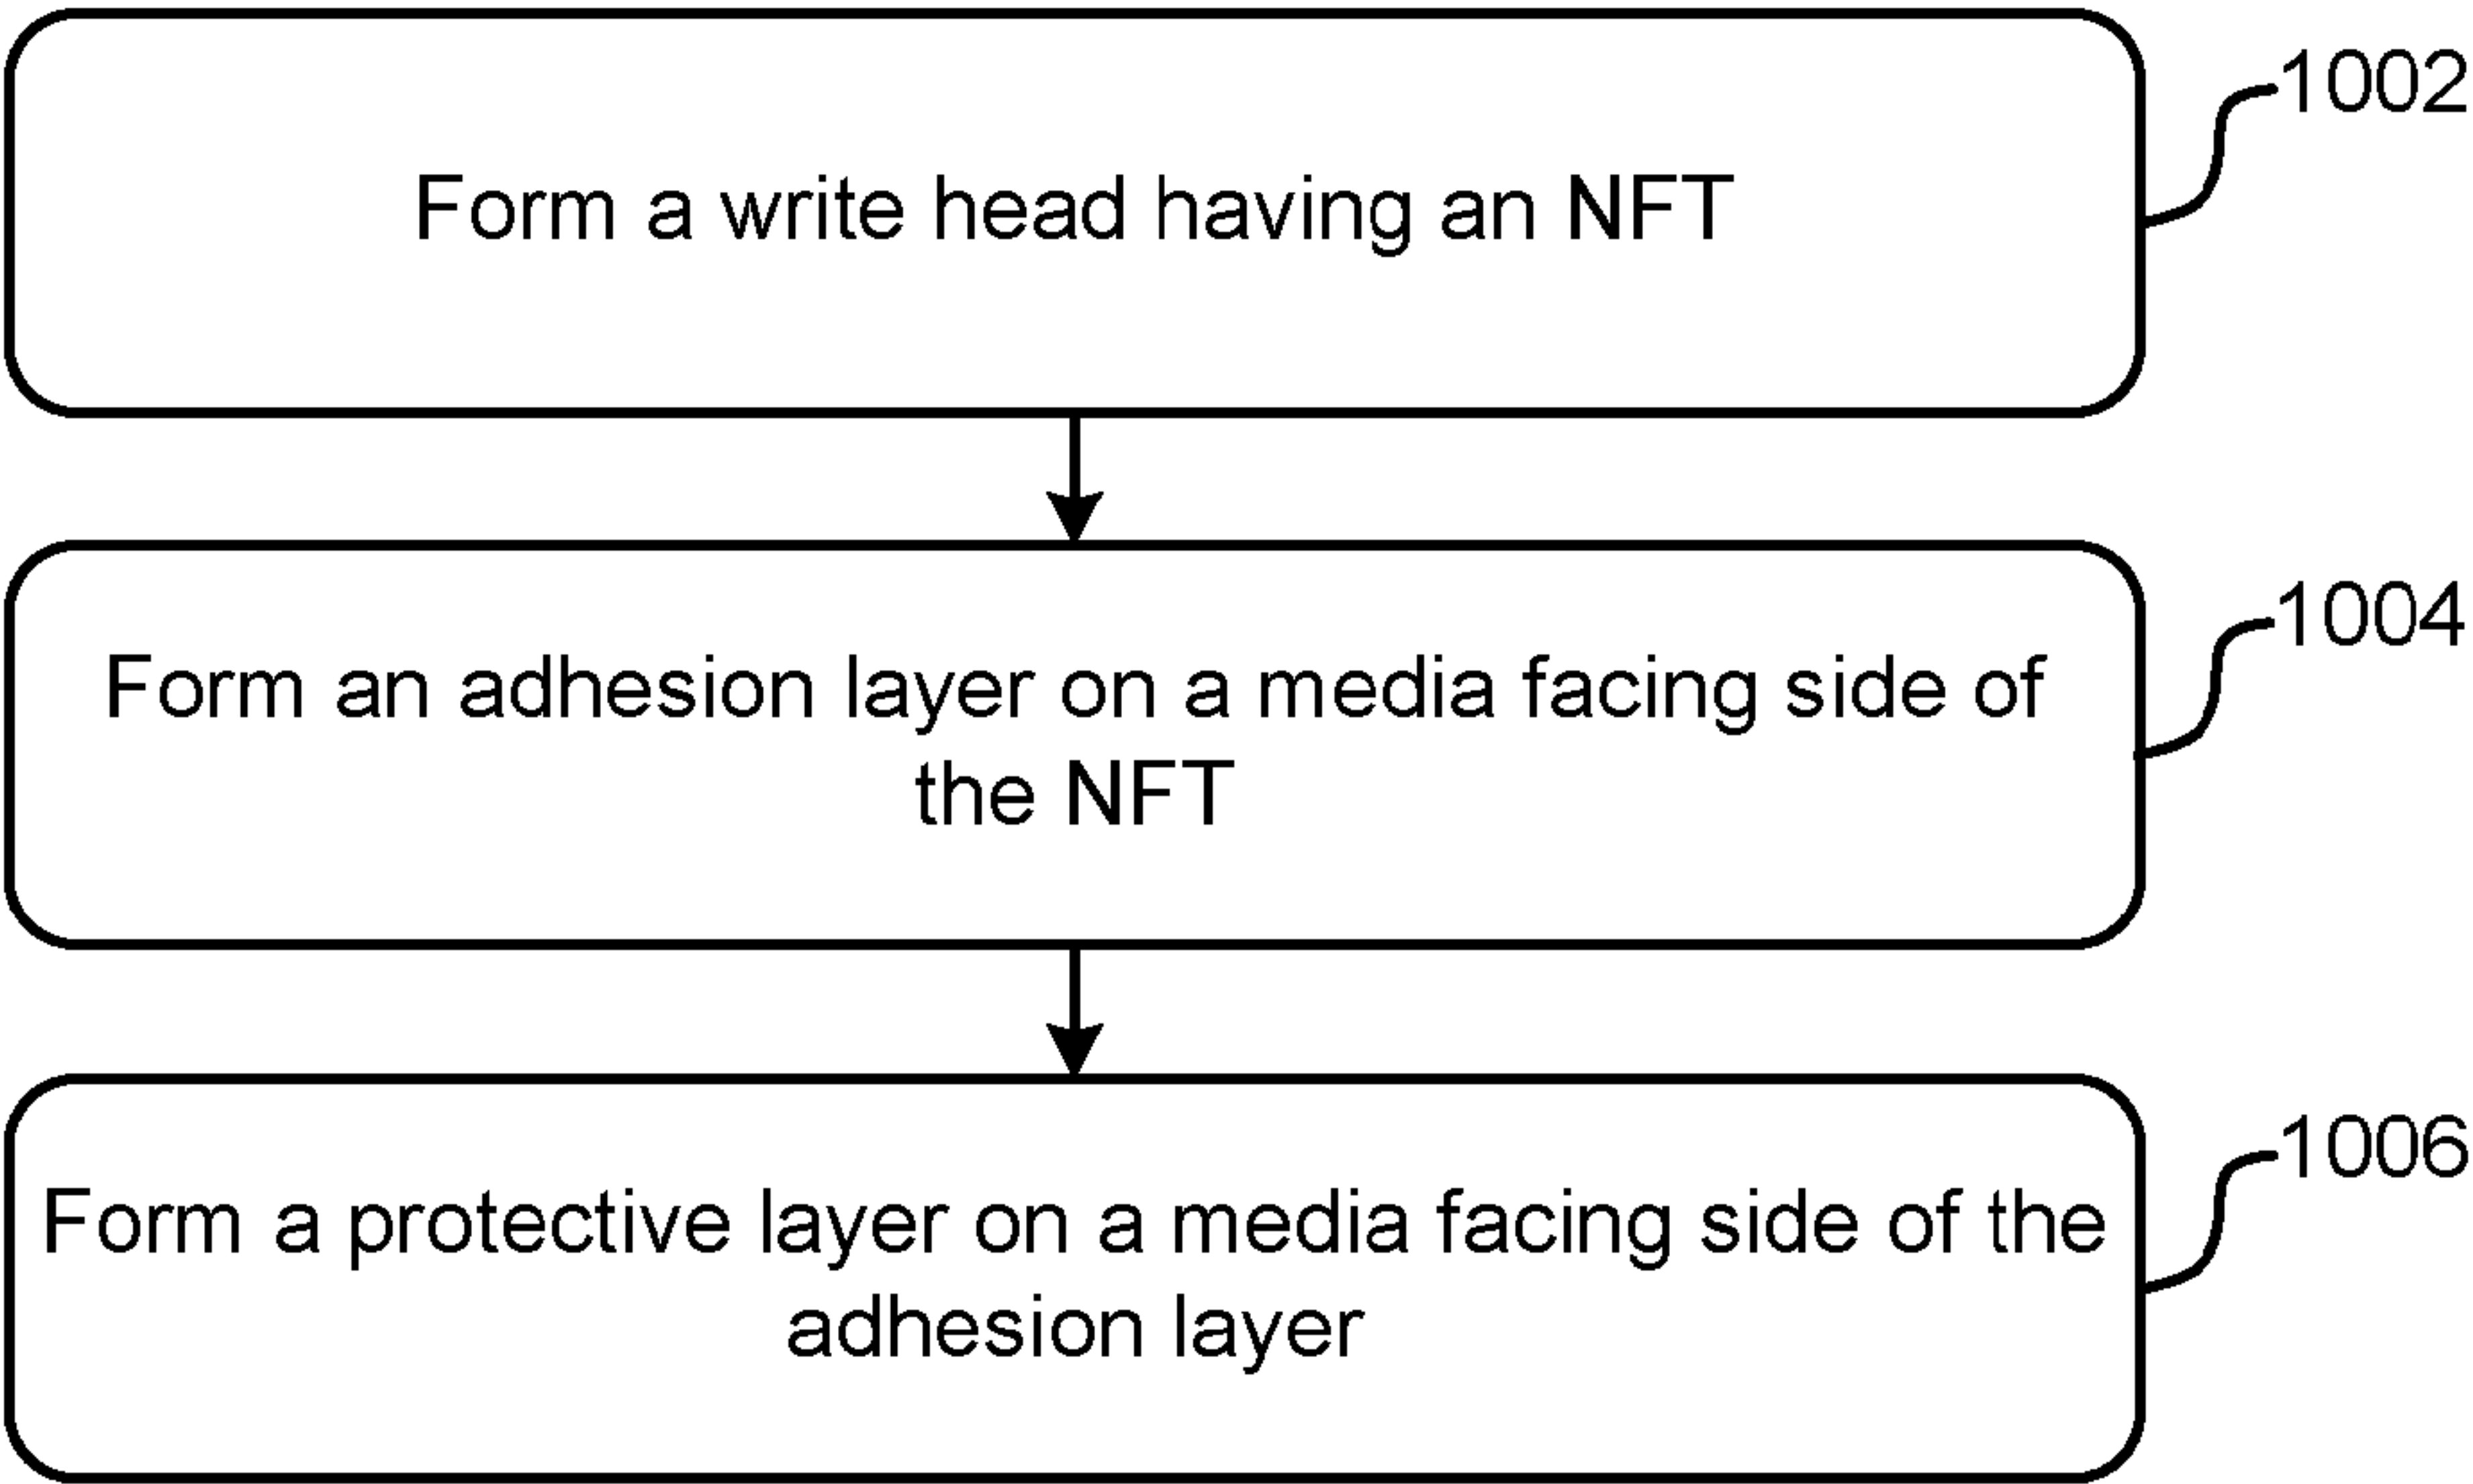 Form a write head having an NFT
1002
Form an adhesion layer on a media facing side of
the NFT
1004
Form a protective layer on a media facing side of the
adhesion layer
1006